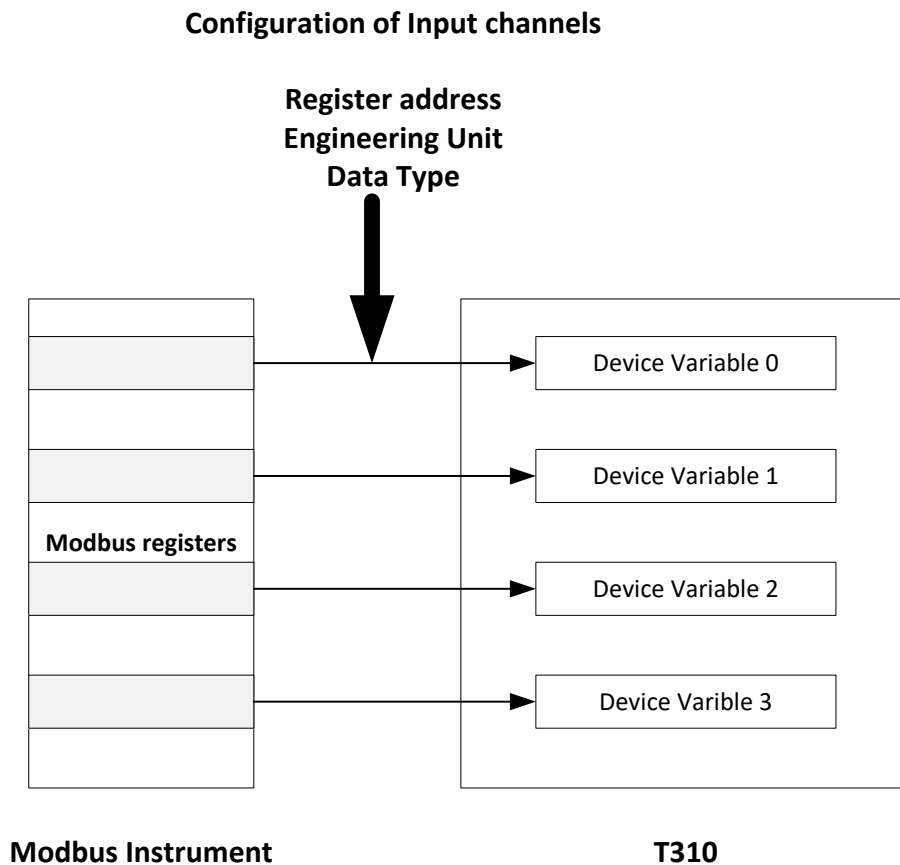 Configuration of Input channels
Register address
Engineering Unit
Data Type
Device Variable 0
Device Variable 1
Modbus registers
Device Variable 2
Device Varible 3
Modbus Instrument
T310